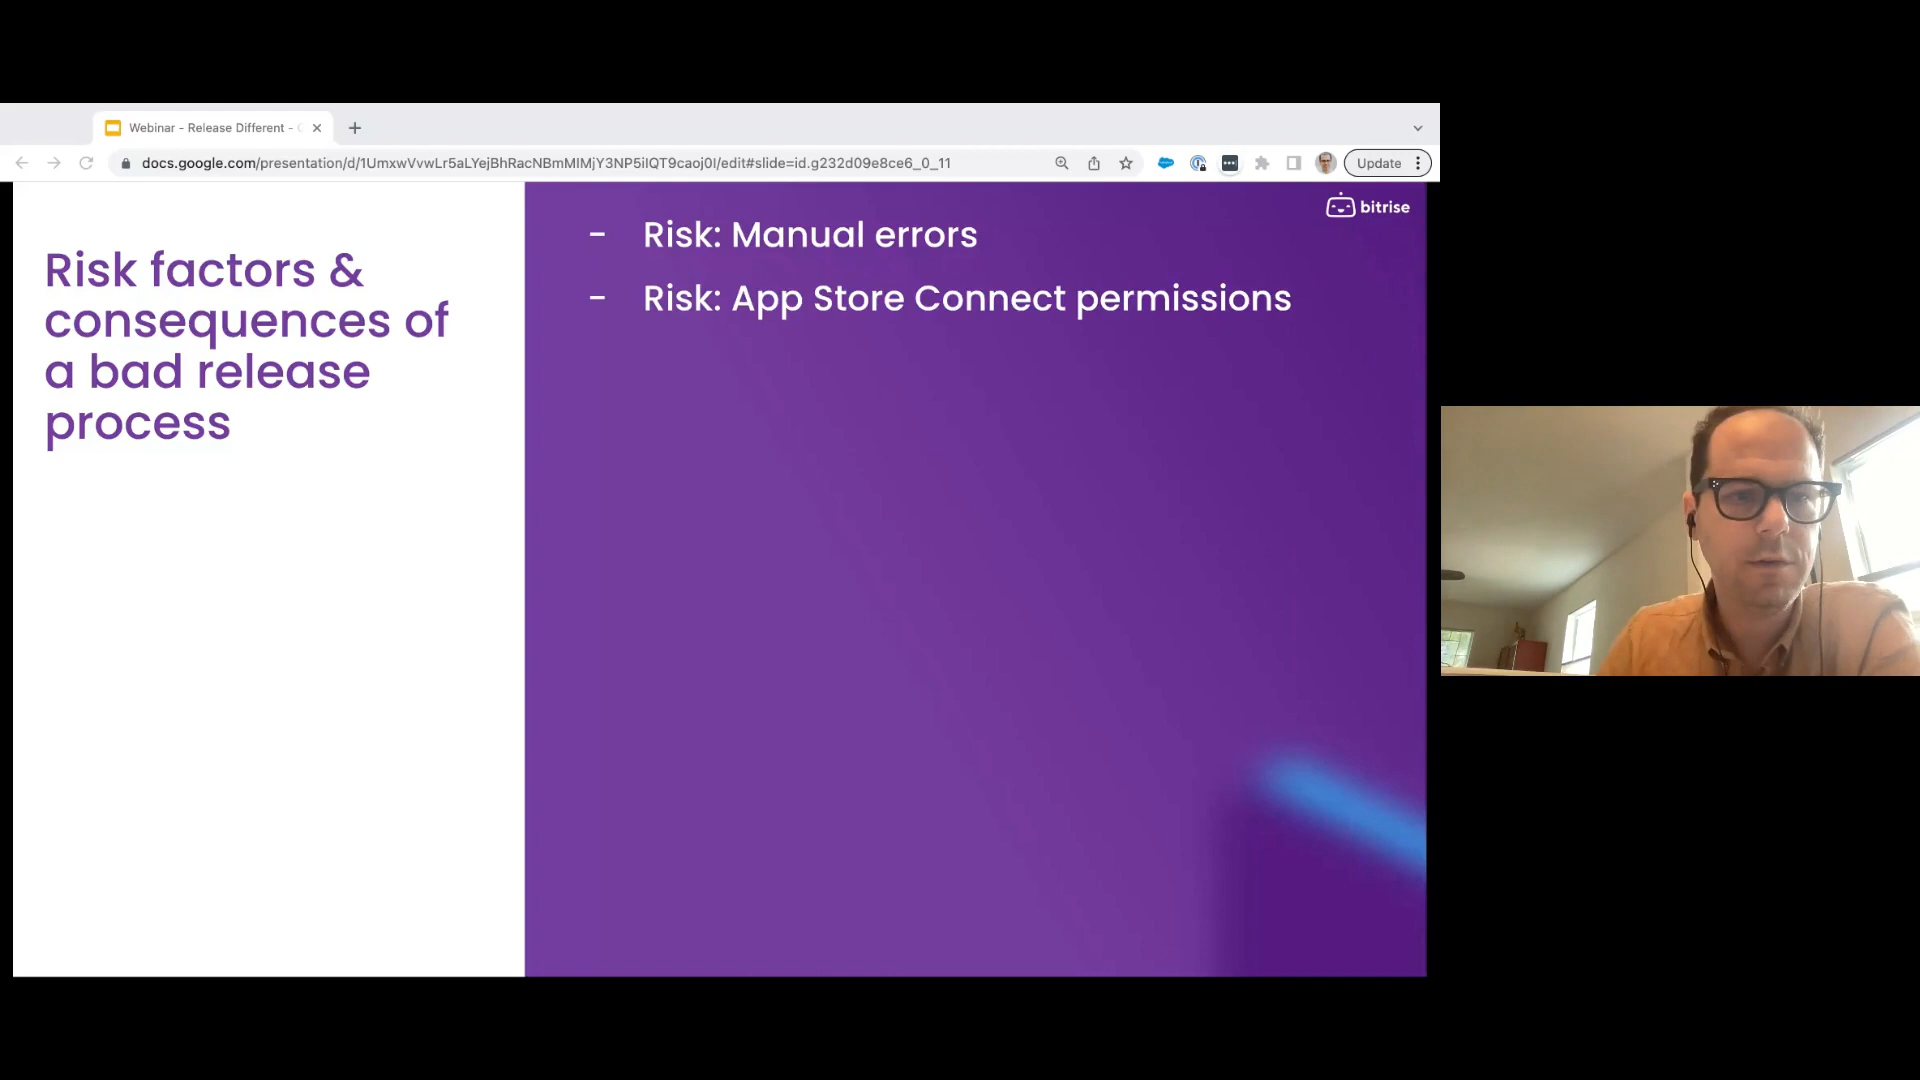 Webinar - Release Different -
docs.google.com/presentation/d/1UmxwVvwLr5aLYejBhRacNBmMIMjY3NP5iIQT9caoj0I/edit#slide=id.g232d09e8ce6_0_11
Update
bitrise
Risk factors &
consequences of
a bad release
process
- Risk: Manual errors
- Risk: App Store Connect permissions